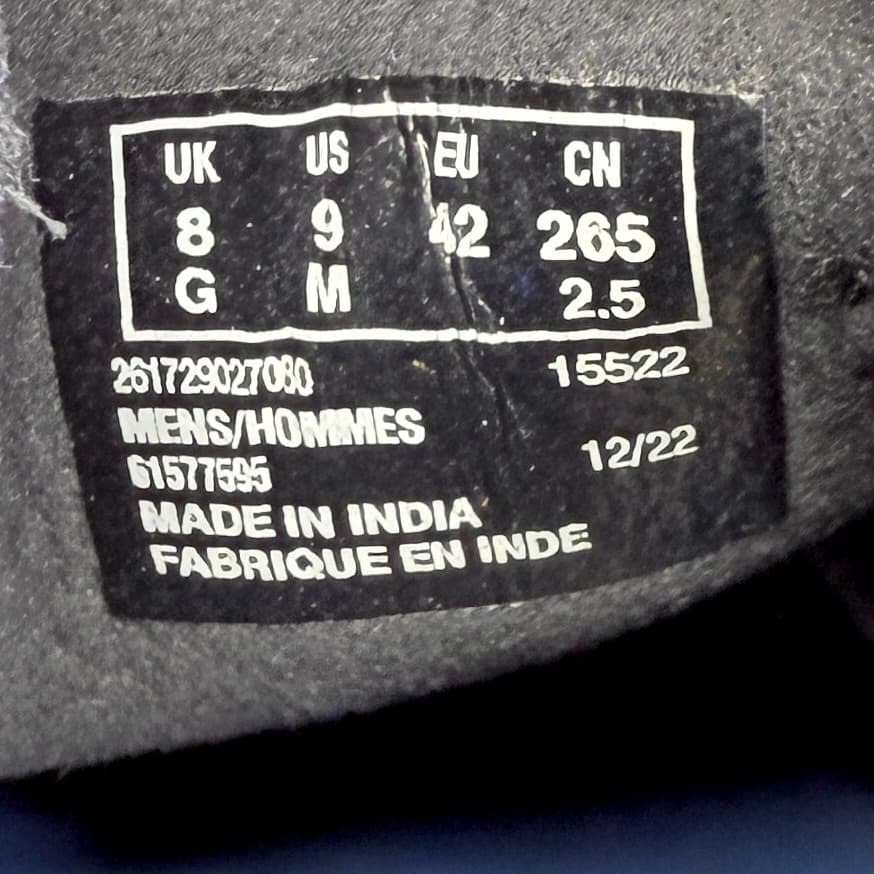 UK US EU CN
8 9 42 265
G M 2.5
261729027080 15522
MENS/HOMMES
61577595 12/22
MADE IN INDIA
FABRIQUE EN INDE